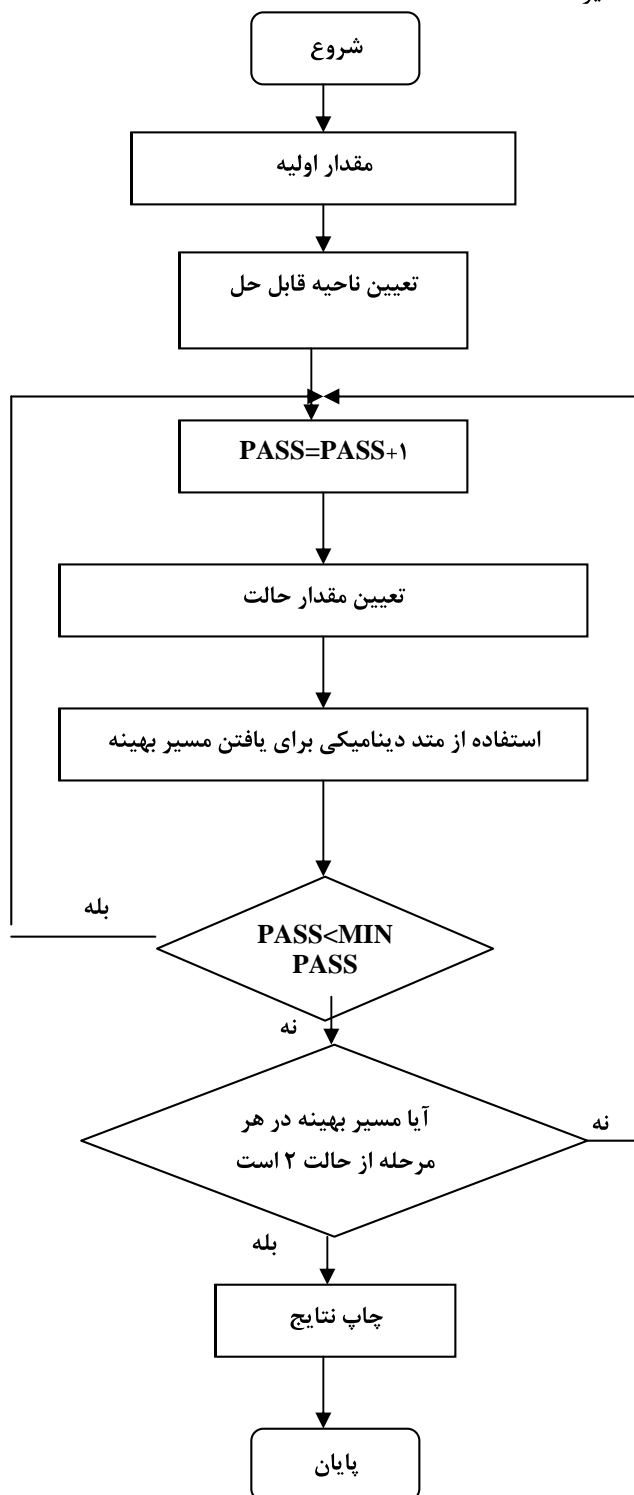 شروع
مقدار اولیه
تعیین ناحیه قابل حل
PASS=PASS+۱
تعیین مقدار حالت
استفاده از متد دینامیکی برای یافتن مسیر بهینه
بله
PASS<MIN
PASS
نه
آیا مسیر بهینه در هر
مرحله از حالت ۲ است
نه
بله
چاپ نتایج
پایان